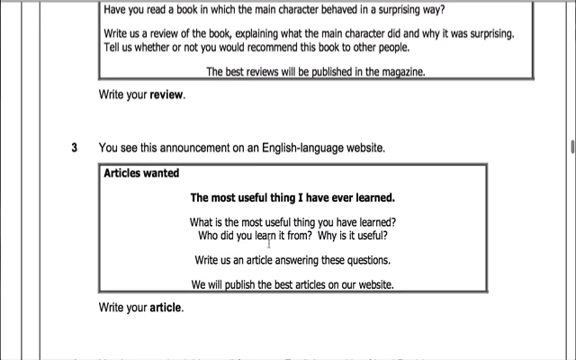 Have you read a book in which the main character behaved in a surprising way?
Write us a review of the book, explaining what the main character did and why it was surprising.
Tell us whether or not you would recommend this book to other people.
The best reviews will be published in the magazine.
Write your review.
3 You see this announcement on an English-language website.
Articles wanted
The most useful thing I have ever learned.
What is the most useful thing you have learned?
Who did you learn it from? Why is it useful?
Write us an article answering these questions.
We will publish the best articles on our website.
Write your article.